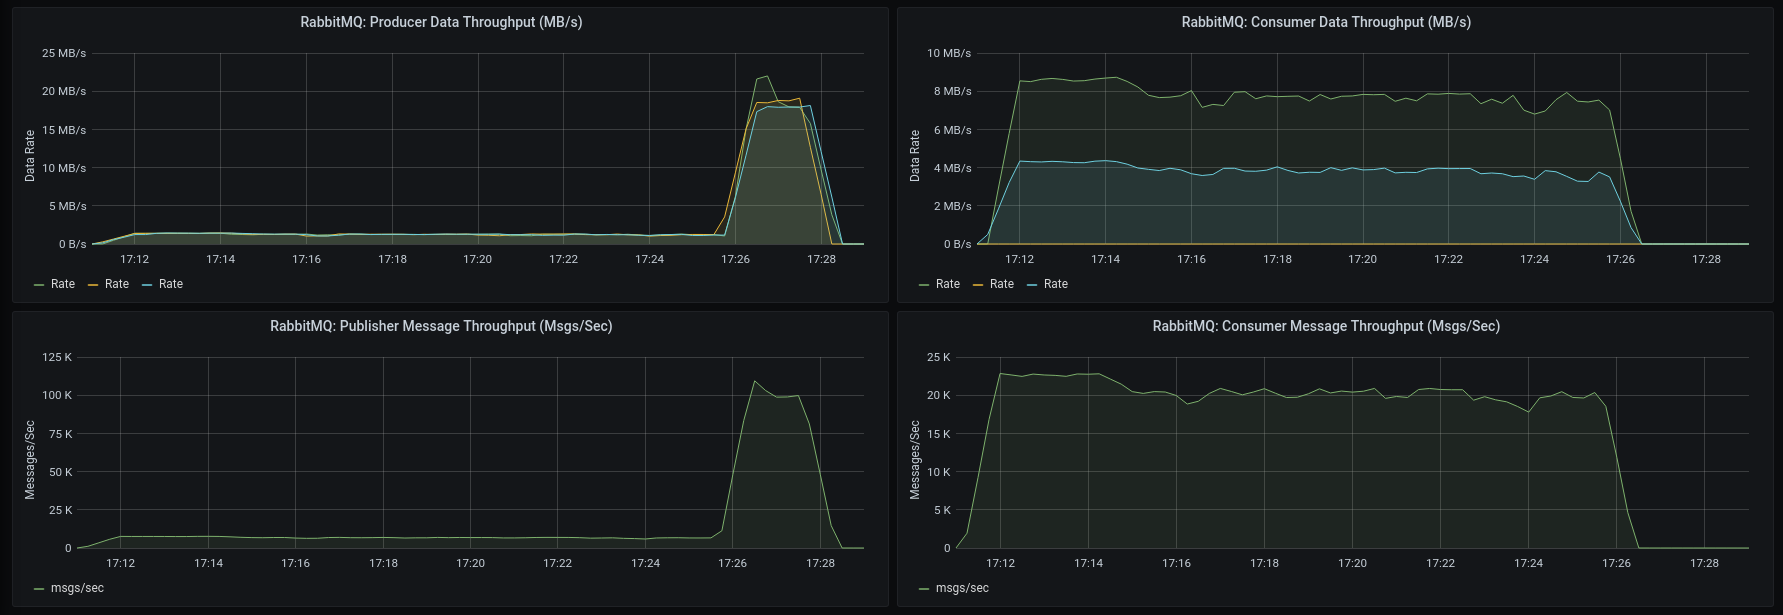 RabbitMQ: Producer Data Throughput (MB/s)
Data Rate
25 MB/s
20 MB/s
15 MB/s
10 MB/s
5 MB/s
0 B/s
17:12 17:14 17:16 17:18 17:20 17:22 17:24 17:26 17:28
Rate Rate Rate
RabbitMQ: Consumer Data Throughput (MB/s)
Data Rate
10 MB/s
8 MB/s
6 MB/s
4 MB/s
2 MB/s
0 B/s
17:12 17:14 17:16 17:18 17:20 17:22 17:24 17:26 17:28
Rate Rate Rate
RabbitMQ: Publisher Message Throughput (Msgs/Sec)
Messages/Sec
125 K
100 K
75 K
50 K
25 K
0
17:12 17:14 17:16 17:18 17:20 17:22 17:24 17:26 17:28
msgs/sec
RabbitMQ: Consumer Message Throughput (Msgs/Sec)
Messages/Sec
25 K
20 K
15 K
10 K
5 K
0
17:12 17:14 17:16 17:18 17:20 17:22 17:24 17:26 17:28
msgs/sec